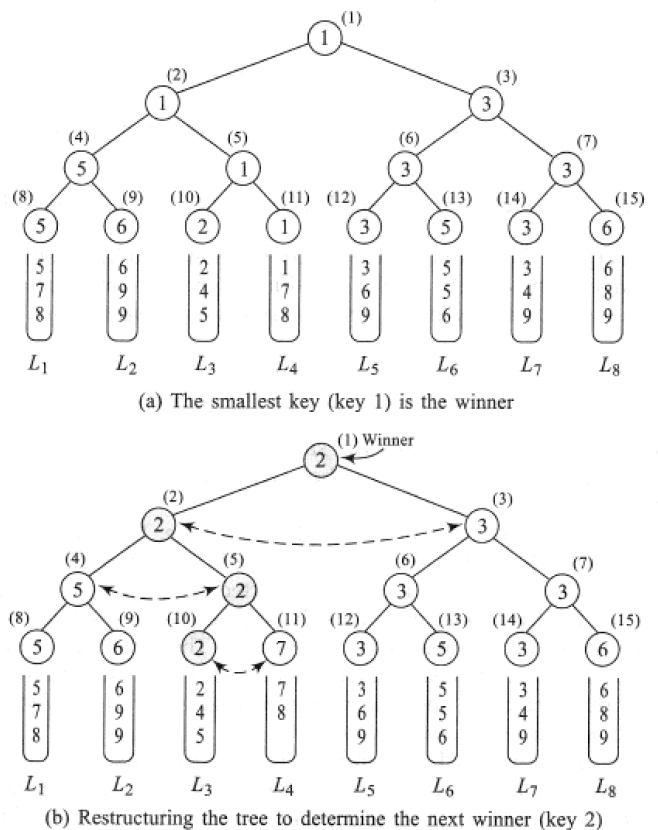 (1)
1
(2) (3)
1 3
(4) (5) (6) (7)
5 1 3 3
(8) (9) (10) (11) (12) (13) (14) (15)
5 6 2 1 3 5 3 6
5 6 2 1 3 5 3 6
7 9 4 7 6 5 4 8
8 9 5 8 9 6 9 9
L1 L2 L3 L4 L5 L6 L7 L8
(a) The smallest key (key 1) is the winner
(1) Winner
2
(2) (3)
2 3
(4) (5) (6) (7)
5 2 3 3
(8) (9) (10) (11) (12) (13) (14) (15)
5 6 2 7 3 5 3 6
5 6 2 7 3 5 3 6
7 9 4 8 6 5 4 8
8 9 5 9 6 9 9
L1 L2 L3 L4 L5 L6 L7 L8
(b) Restructuring the tree to determine the next winner (key 2)